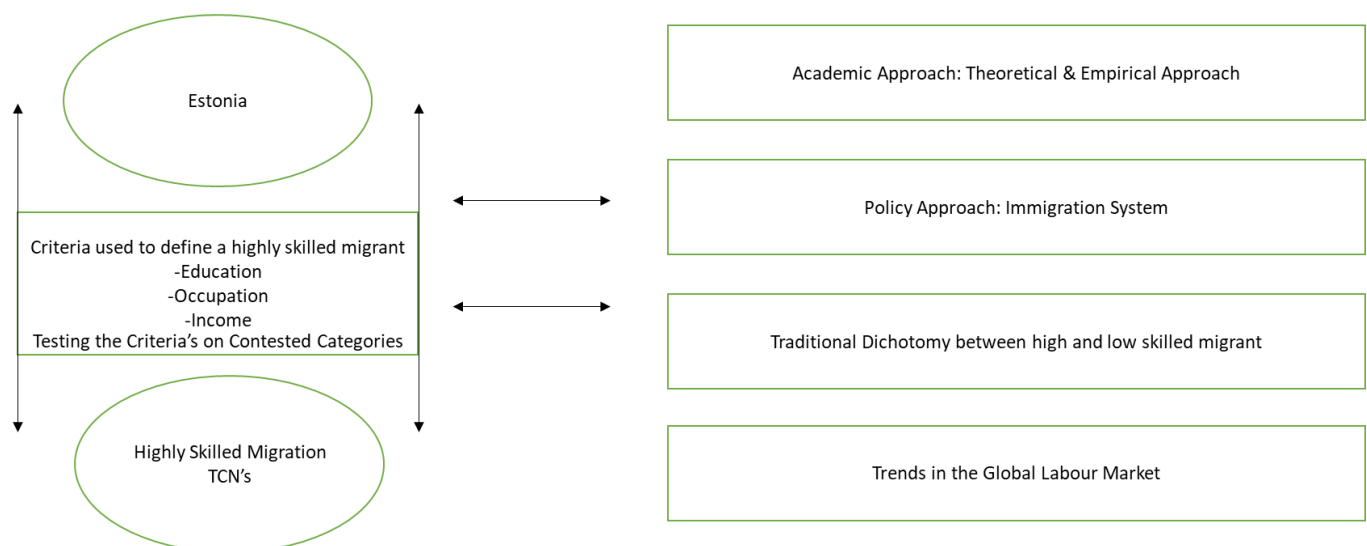 Estonia
Criteria used to define a highly skilled migrant
-Education
-Occupation
-Income
Testing the Criteria’s on Contested Categories
Highly Skilled Migration
TCN’s
Academic Approach: Theoretical & Empirical Approach
Policy Approach: Immigration System
Traditional Dichotomy between high and low skilled migrant
Trends in the Global Labour Market